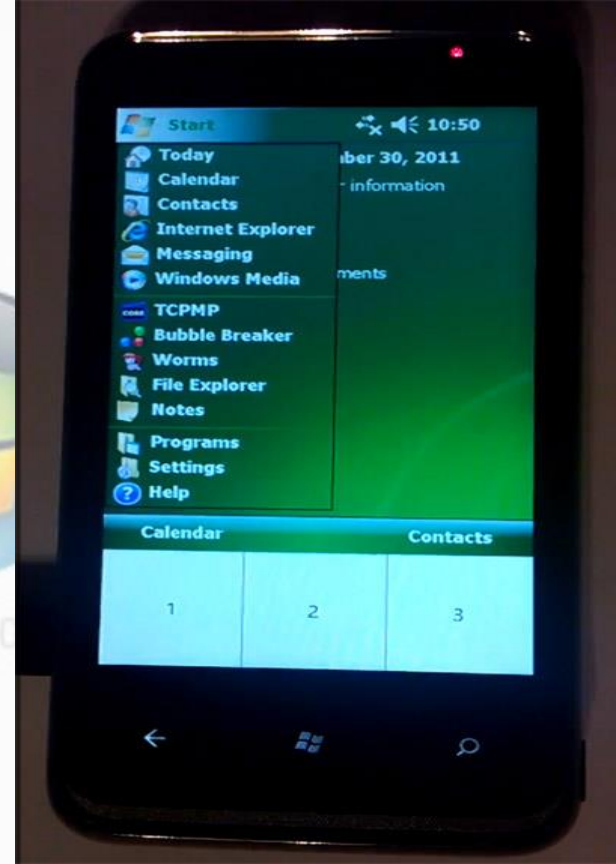 Start 10:50
Today
ber 30, 2011
Calendar
information
Contacts
Internet Explorer
Messaging
Windows Media
ments
CORE TCPMP
Bubble Breaker
Worms
File Explorer
Notes
Programs
Settings
? Help
Calendar Contacts
1 2 3